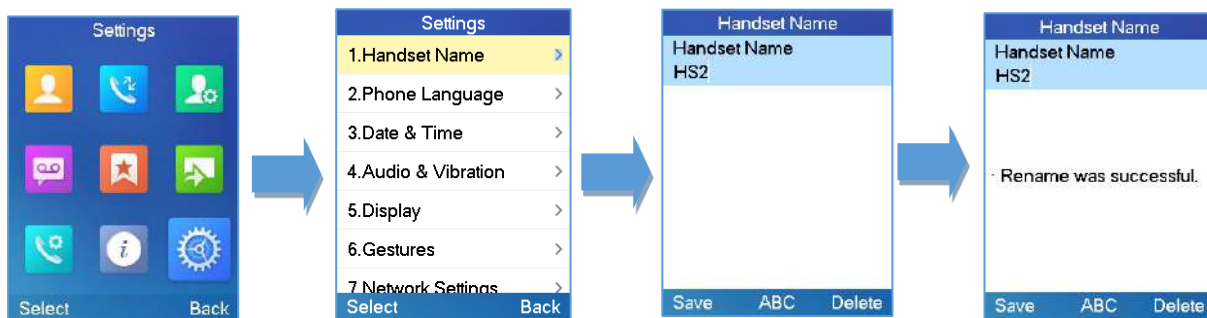 Settings
Select Back
Settings
1.Handset Name
2.Phone Language
3.Date & Time
4.Audio & Vibration
5.Display
6.Gestures
7.Network Settings
Select Back
Handset Name
Handset Name
HS2
Save ABC Delete
Handset Name
Handset Name
HS2
Rename was successful.
Save ABC Delete